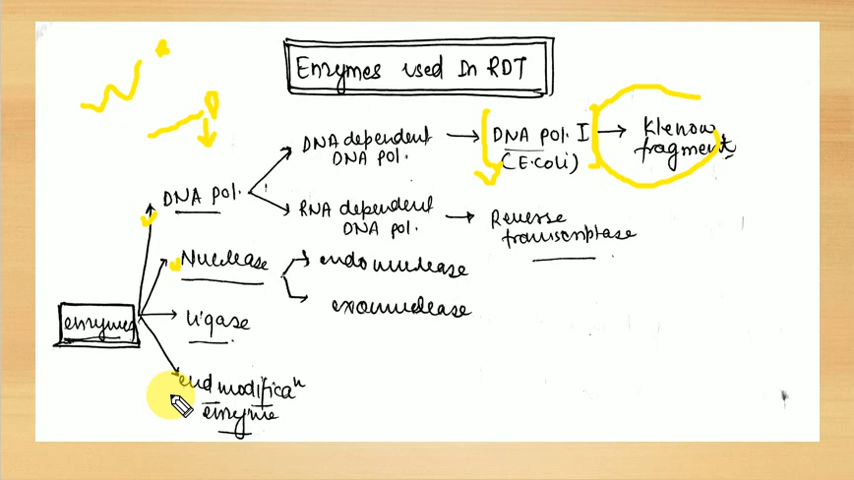 Enzymes used In RDT
DNA dependent
DNA pol.
DNA pol. I
(E.coli)
Klenow
fragment
DNA pol.
RNA dependent
DNA pol.
Reverse
transcriptase
Nuclease
endonuclease
exonuclease
enzymes
ligase
end modificaⁿ
enzyme